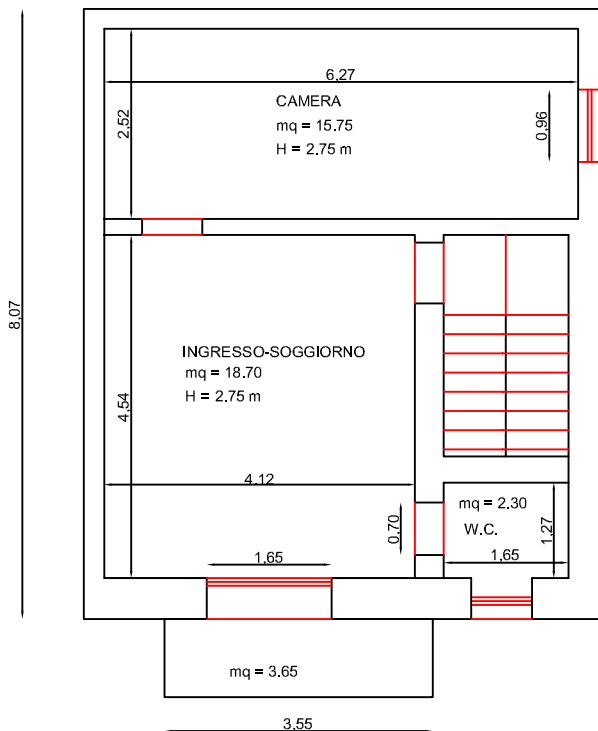 6,27
CAMERA
mq = 15.75
H = 2.75 m
2,52
0,96
8,07
INGRESSO-SOGGIORNO
mq = 18.70
H = 2.75 m
4,54
4,12
0,70
mq = 2.30
W.C.
1,27
1,65
1,65
mq = 3.65
3,55